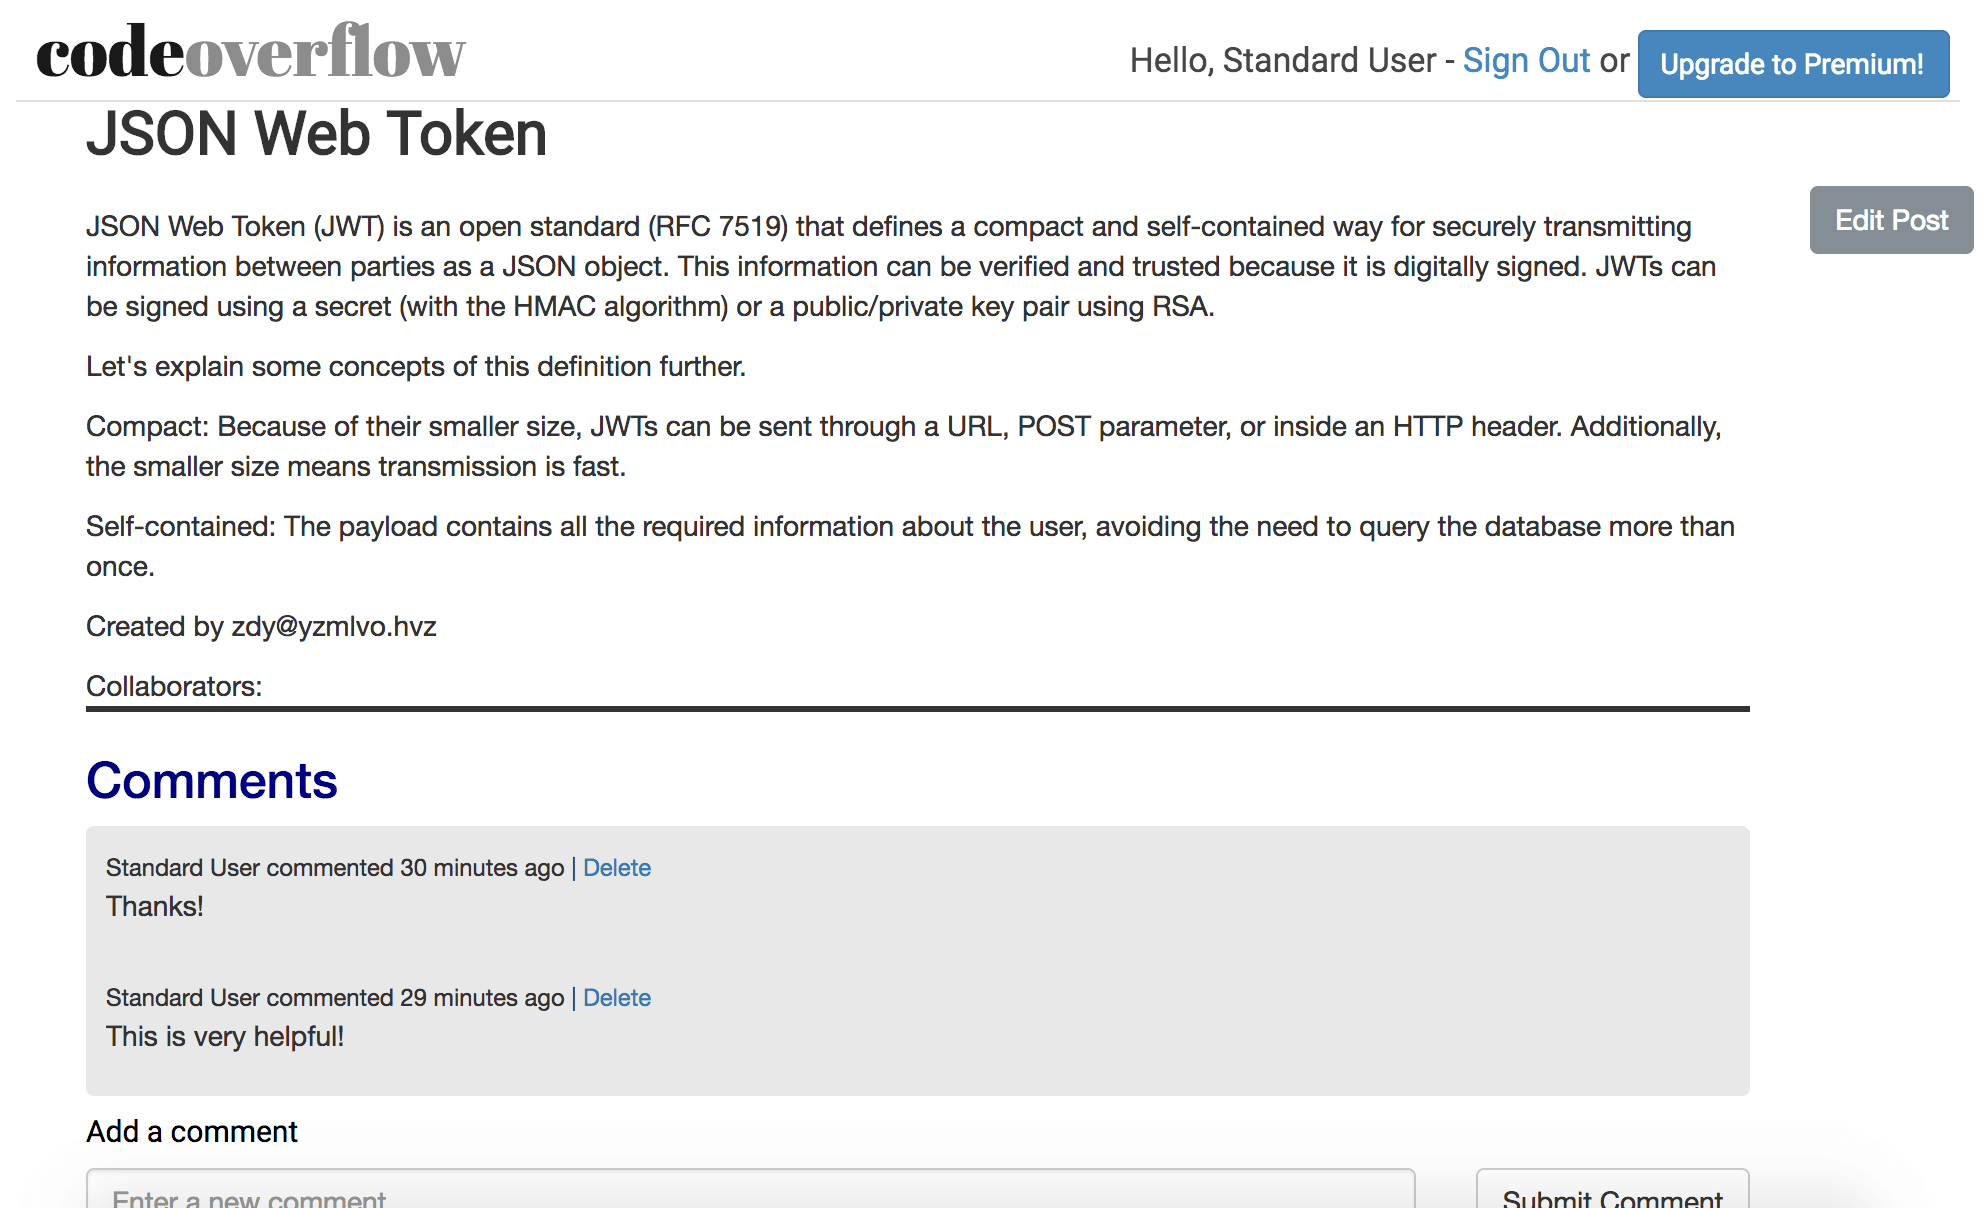 codeoverflow
Hello, Standard User - Sign Out or Upgrade to Premium!
JSON Web Token
Edit Post
JSON Web Token (JWT) is an open standard (RFC 7519) that defines a compact and self-contained way for securely transmitting
information between parties as a JSON object. This information can be verified and trusted because it is digitally signed. JWTs can
be signed using a secret (with the HMAC algorithm) or a public/private key pair using RSA.
Let's explain some concepts of this definition further.
Compact: Because of their smaller size, JWTs can be sent through a URL, POST parameter, or inside an HTTP header. Additionally,
the smaller size means transmission is fast.
Self-contained: The payload contains all the required information about the user, avoiding the need to query the database more than
once.
Created by zdy@yzmlvo.hvz
Collaborators:
Comments
Standard User commented 30 minutes ago | Delete
Thanks!
Standard User commented 29 minutes ago | Delete
This is very helpful!
Add a comment
Enter a new comment
Submit Comment